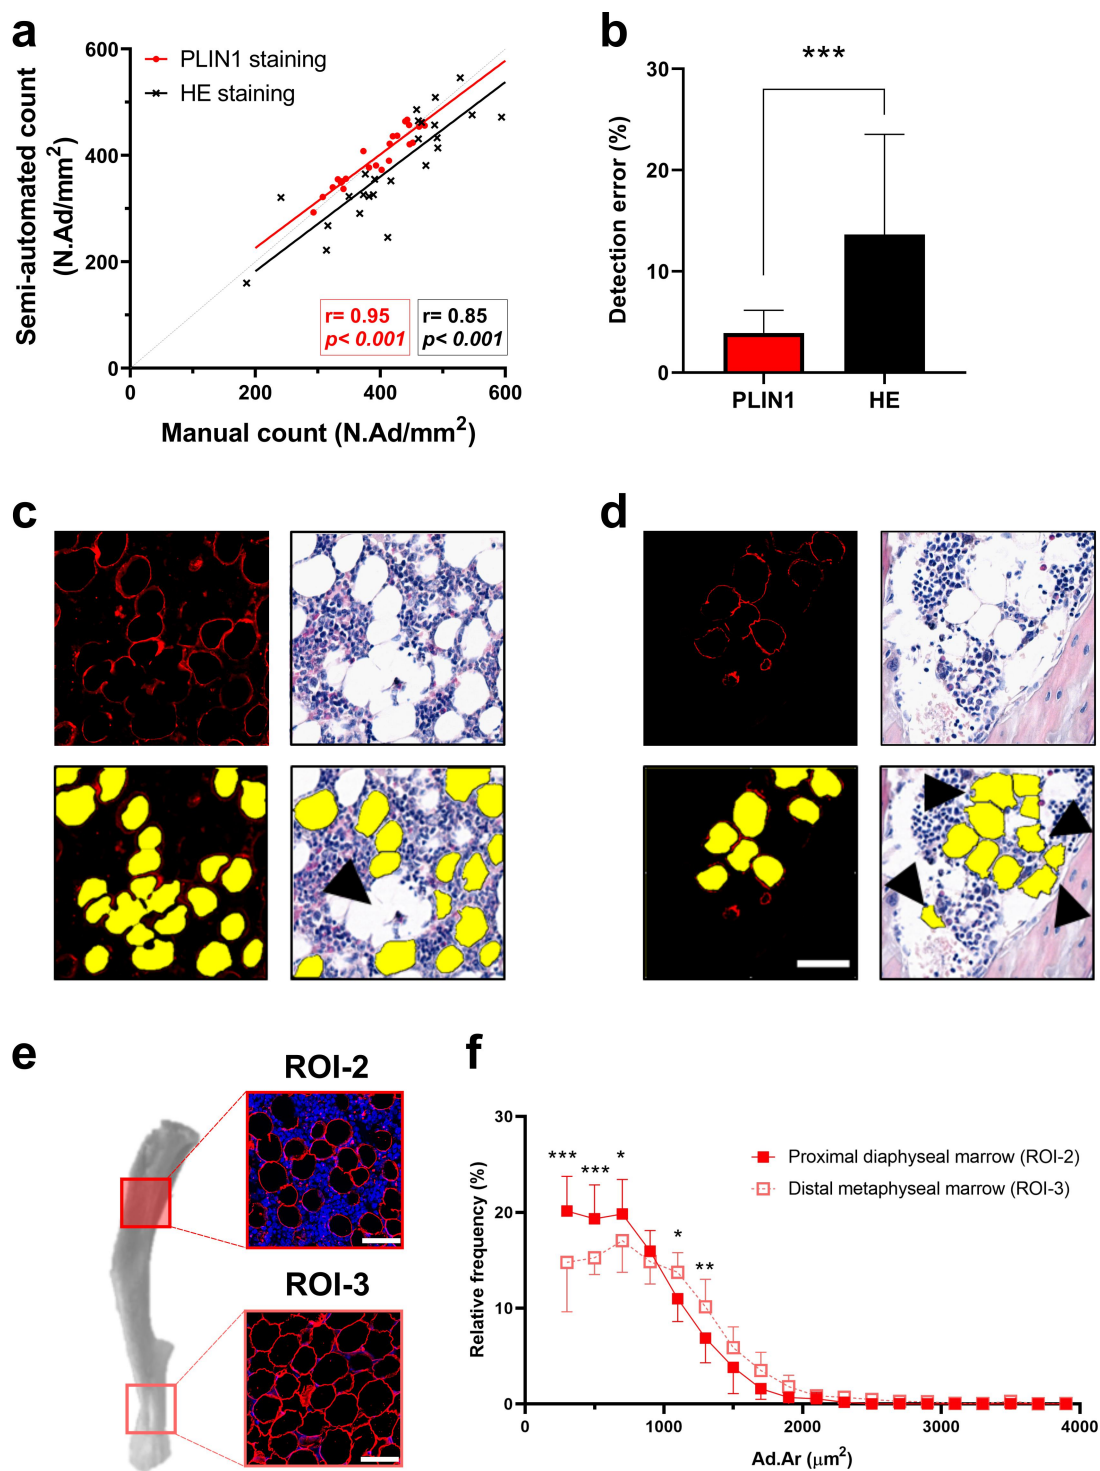 a
600
400
200
0
Semi-automated count
(N.Ad/mm²)
PLIN1 staining
HE staining
r= 0.95
p< 0.001
r= 0.85
p< 0.001
0 200 400 600
Manual count (N.Ad/mm²)
b
***
30
20
10
0
Detection error (%)
PLIN1 HE
c
d
e
ROI-2
ROI-3
f
30
20
10
0
Relative frequency (%)
*** *** * * **
Proximal diaphyseal marrow (ROI-2)
Distal metaphyseal marrow (ROI-3)
0 1000 2000 3000 4000
Ad.Ar (μm²)